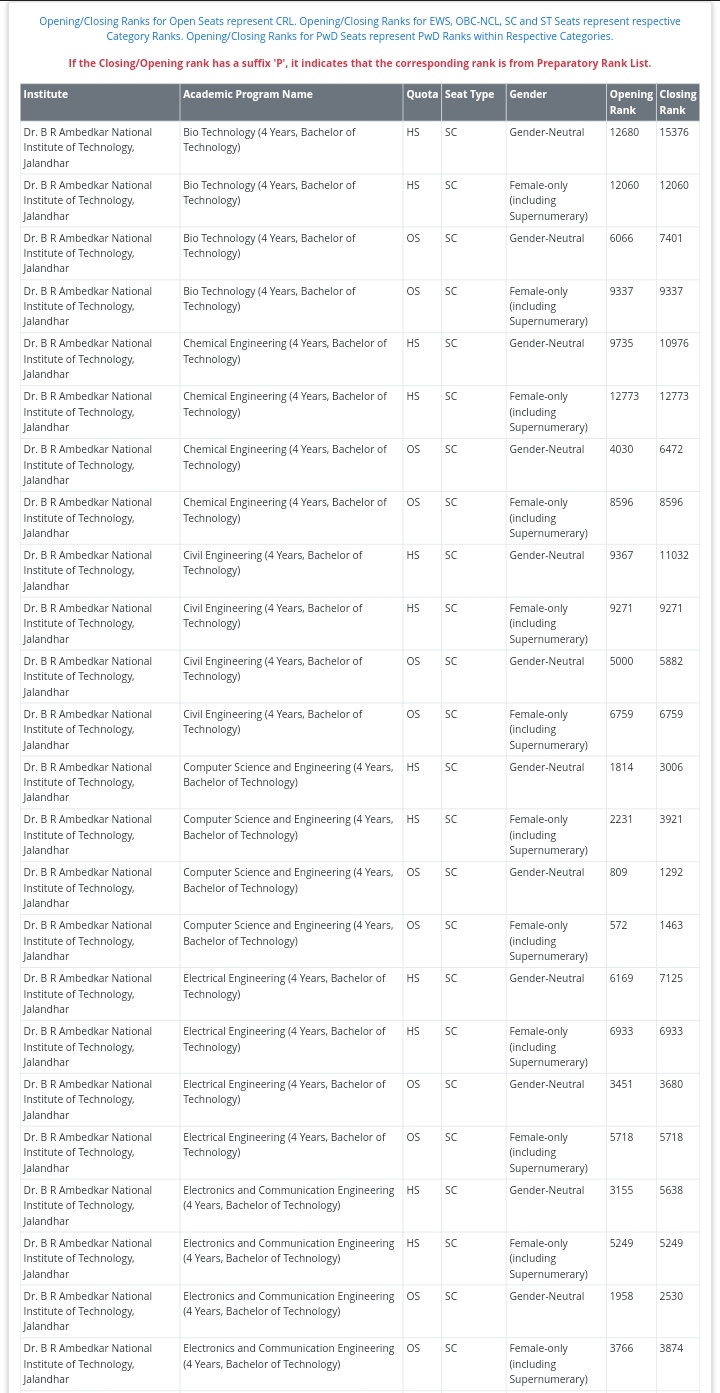 Opening/Closing Ranks for Open Seats represent CRL. Opening/Closing Ranks for EWS, OBC-NCL, SC and ST Seats represent respective
Category Ranks. Opening/Closing Ranks for PwD Seats represent PwD Ranks within Respective Categories.
If the Closing/Opening rank has a suffix 'P', it indicates that the corresponding rank is from Preparatory Rank List.
Institute Academic Program Name Quota Seat Type Gender Opening Closing
Rank Rank
Dr. B R Ambedkar National Bio Technology (4 Years, Bachelor of HS SC Gender-Neutral 12680 15376
Institute of Technology, Technology)
Jalandhar
Dr. B R Ambedkar National Bio Technology (4 Years, Bachelor of HS SC Female-only 12060 12060
Institute of Technology, Technology) (including
Jalandhar Supernumerary)
Dr. B R Ambedkar National Bio Technology (4 Years, Bachelor of OS SC Gender-Neutral 6066 7401
Institute of Technology, Technology)
Jalandhar
Dr. B R Ambedkar National Bio Technology (4 Years, Bachelor of OS SC Female-only 9337 9337
Institute of Technology, Technology) (including
Jalandhar Supernumerary)
Dr. B R Ambedkar National Chemical Engineering (4 Years, Bachelor of HS SC Gender-Neutral 9735 10976
Institute of Technology, Technology)
Jalandhar
Dr. B R Ambedkar National Chemical Engineering (4 Years, Bachelor of HS SC Female-only 12773 12773
Institute of Technology, Technology) (including
Jalandhar Supernumerary)
Dr. B R Ambedkar National Chemical Engineering (4 Years, Bachelor of OS SC Gender-Neutral 4030 6472
Institute of Technology, Technology)
Jalandhar
Dr. B R Ambedkar National Chemical Engineering (4 Years, Bachelor of OS SC Female-only 8596 8596
Institute of Technology, Technology) (including
Jalandhar Supernumerary)
Dr. B R Ambedkar National Civil Engineering (4 Years, Bachelor of HS SC Gender-Neutral 9367 11032
Institute of Technology, Technology)
Jalandhar
Dr. B R Ambedkar National Civil Engineering (4 Years, Bachelor of HS SC Female-only 9271 9271
Institute of Technology, Technology) (including
Jalandhar Supernumerary)
Dr. B R Ambedkar National Civil Engineering (4 Years, Bachelor of OS SC Gender-Neutral 5000 5882
Institute of Technology, Technology)
Jalandhar
Dr. B R Ambedkar National Civil Engineering (4 Years, Bachelor of OS SC Female-only 6759 6759
Institute of Technology, Technology) (including
Jalandhar Supernumerary)
Dr. B R Ambedkar National Computer Science and Engineering (4 Years, HS SC Gender-Neutral 1814 3006
Institute of Technology, Bachelor of Technology)
Jalandhar
Dr. B R Ambedkar National Computer Science and Engineering (4 Years, HS SC Female-only 2231 3921
Institute of Technology, Bachelor of Technology) (including
Jalandhar Supernumerary)
Dr. B R Ambedkar National Computer Science and Engineering (4 Years, OS SC Gender-Neutral 809 1292
Institute of Technology, Bachelor of Technology)
Jalandhar
Dr. B R Ambedkar National Computer Science and Engineering (4 Years, OS SC Female-only 572 1463
Institute of Technology, Bachelor of Technology) (including
Jalandhar Supernumerary)
Dr. B R Ambedkar National Electrical Engineering (4 Years, Bachelor of HS SC Gender-Neutral 6169 7125
Institute of Technology, Technology)
Jalandhar
Dr. B R Ambedkar National Electrical Engineering (4 Years, Bachelor of HS SC Female-only 6933 6933
Institute of Technology, Technology) (including
Jalandhar Supernumerary)
Dr. B R Ambedkar National Electrical Engineering (4 Years, Bachelor of OS SC Gender-Neutral 3451 3680
Institute of Technology, Technology)
Jalandhar
Dr. B R Ambedkar National Electrical Engineering (4 Years, Bachelor of OS SC Female-only 5718 5718
Institute of Technology, Technology) (including
Jalandhar Supernumerary)
Dr. B R Ambedkar National Electronics and Communication Engineering HS SC Gender-Neutral 3155 5638
Institute of Technology, (4 Years, Bachelor of Technology)
Jalandhar
Dr. B R Ambedkar National Electronics and Communication Engineering HS SC Female-only 5249 5249
Institute of Technology, (4 Years, Bachelor of Technology) (including
Jalandhar Supernumerary)
Dr. B R Ambedkar National Electronics and Communication Engineering OS SC Gender-Neutral 1958 2530
Institute of Technology, (4 Years, Bachelor of Technology)
Jalandhar
Dr. B R Ambedkar National Electronics and Communication Engineering OS SC Female-only 3766 3874
Institute of Technology, (4 Years, Bachelor of Technology) (including
Jalandhar Supernumerary)